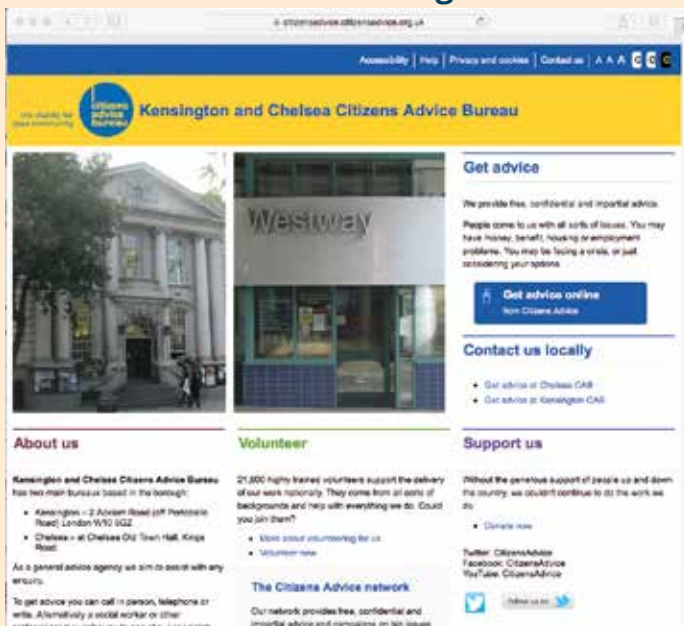 citizensadvice.citizensadvice.org.uk
Accessibility | Help | Privacy and cookies | Contact us | A A A C C C
the charity for
your community
citizens
advice
bureau
Kensington and Chelsea Citizens Advice Bureau
Westway
Get advice
We provide free, confidential and impartial advice.
People come to us with all sorts of issues. You may
have money, benefit, housing or employment
problems. You may be facing a crisis, or just
considering your options.
Get advice online
from Citizens Advice
Contact us locally
Get advice at Chelsea CAB
Get advice at Kensington CAB
About us
Kensington and Chelsea Citizens Advice Bureau
has two main bureaux based in the borough:
Kensington – 2 Acklam Road (off Portobello
Road) London W10 5QZ
Chelsea – at Chelsea Old Town Hall, Kings
Road.
As a general advice agency we aim to assist with any
enquiry.
To get advice you can call in person, telephone or
write. Alternatively a social worker or other
Volunteer
21,500 highly trained volunteers support the delivery
of our work nationally. They come from all sorts of
backgrounds and help with everything we do. Could
you join them?
More about volunteering for us
Volunteer now
The Citizens Advice network
Our network provides free, confidential and
impartial advice and campaigns on big issues
Support us
Without the generous support of people up and down
the country, we couldn't continue to do the work we
do.
Donate now
Twitter: CitizensAdvice
Facebook: CitizensAdvice
YouTube: CitizensAdvice
Follow us on